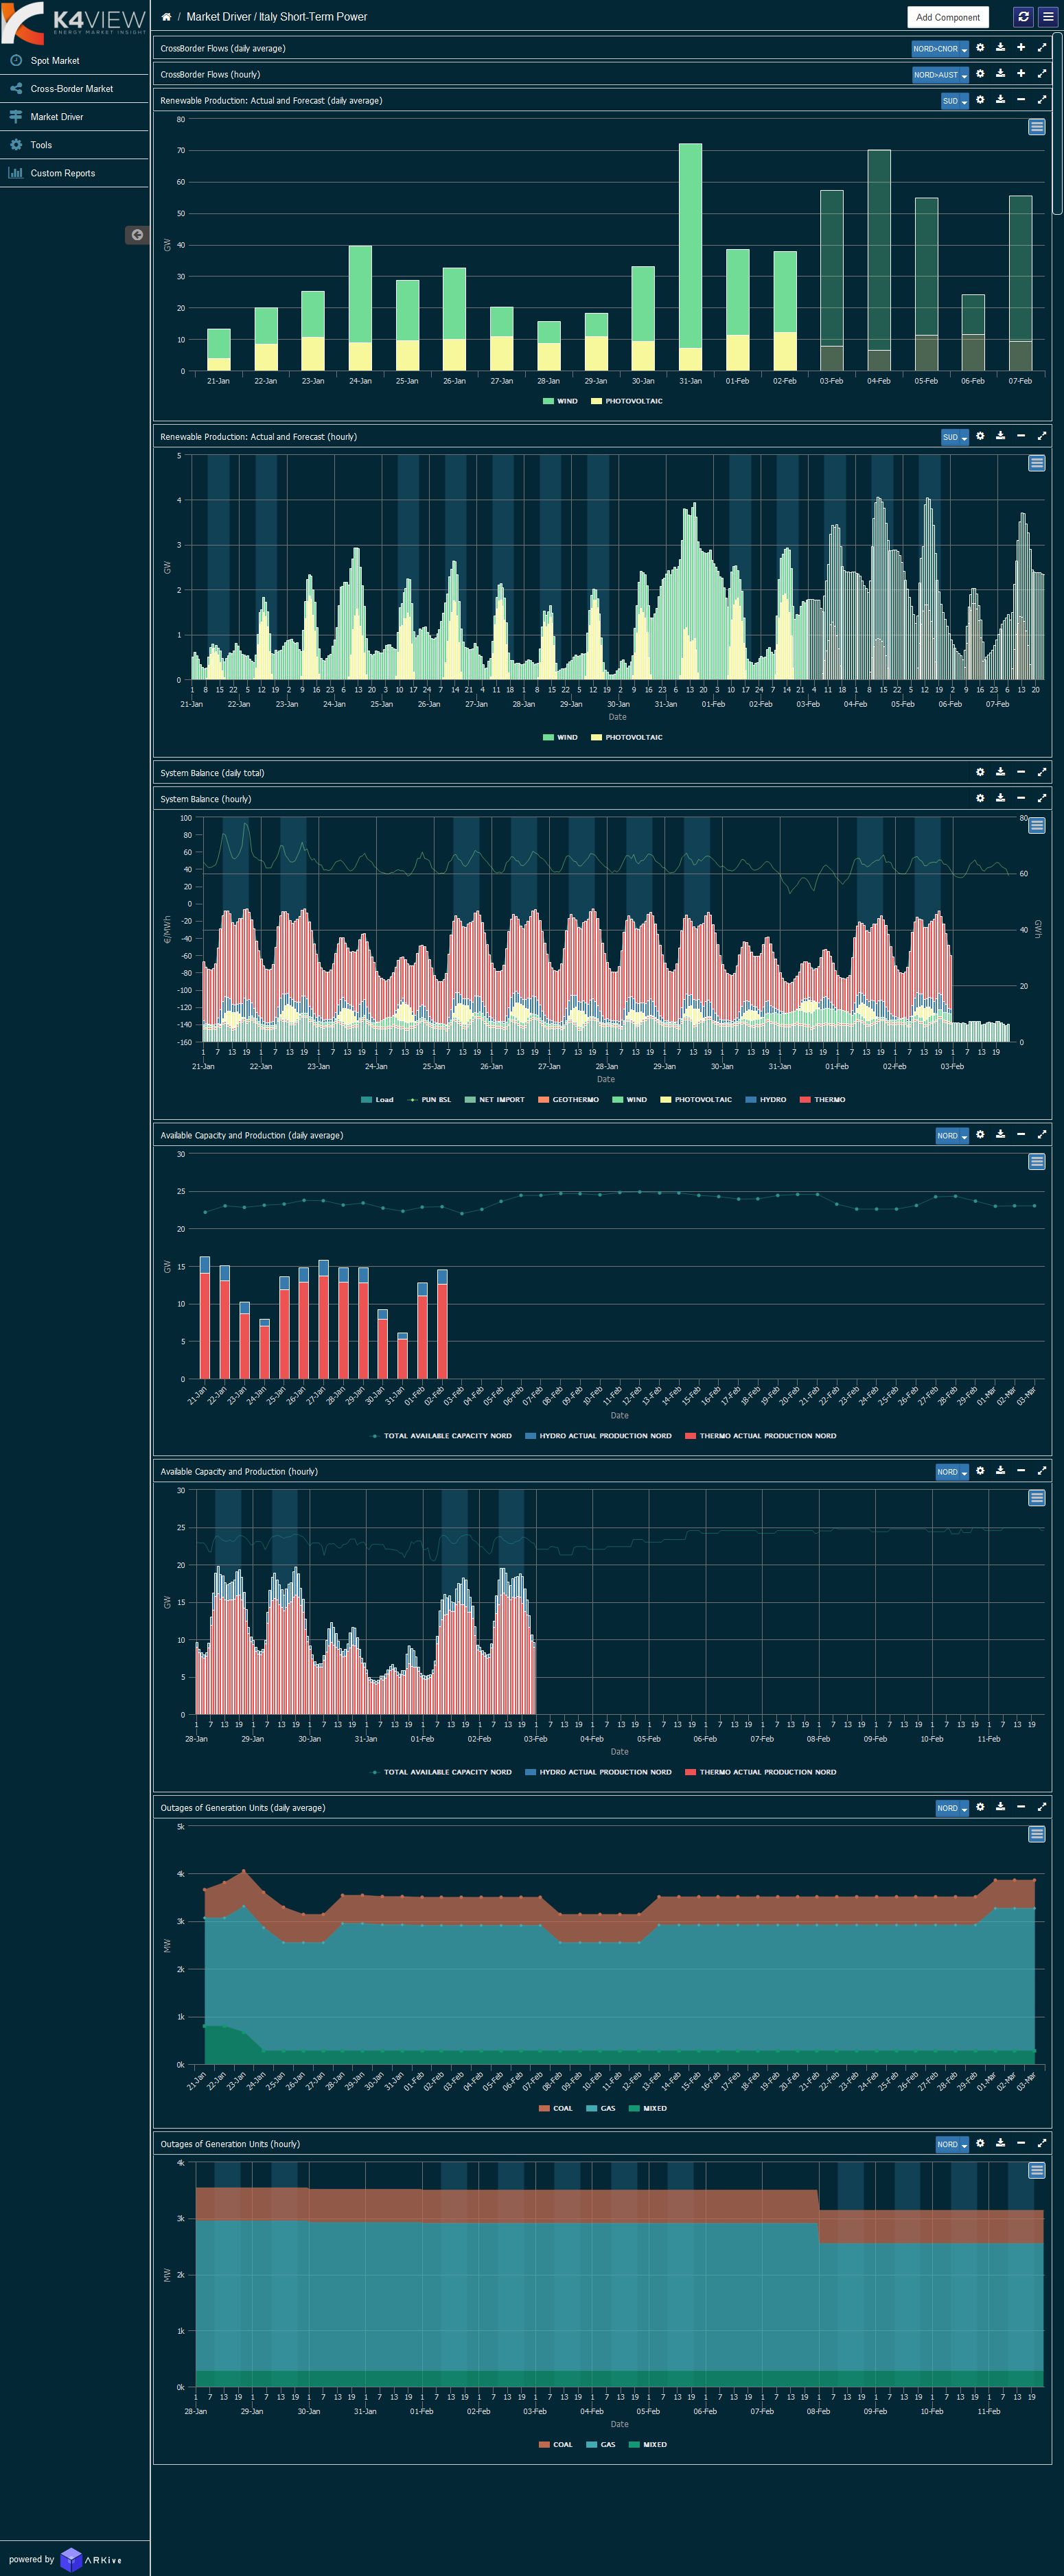 K4VIEW
ENERGY MARKET INSIGHT
Spot Market
Cross-Border Market
Market Driver
Tools
Custom Reports
Market Driver / Italy Short-Term Power
Add Component
CrossBorder Flows (daily average)
NORD>CNOR
CrossBorder Flows (hourly)
NORD>AUST
Renewable Production: Actual and Forecast (daily average)
SUD
80
70
60
50
40
30
20
10
0
GW
21-Jan 22-Jan 23-Jan 24-Jan 25-Jan 26-Jan 27-Jan 28-Jan 29-Jan 30-Jan 31-Jan 01-Feb 02-Feb 03-Feb 04-Feb 05-Feb 06-Feb 07-Feb
WIND PHOTOVOLTAIC
Renewable Production: Actual and Forecast (hourly)
SUD
5
4
3
2
1
0
GW
1 8 15 22 5 12 19 2 9 16 23 6 13 20 3 10 17 24 7 14 21 4 11 18 1 8 15 22 5 12 19 2 9 16 23 6 13 20 3 10 17 24 7 14 21 4 11 18 1 8 15 22 5 12 19 2 9 16 23 6 13 20
21-Jan 22-Jan 23-Jan 24-Jan 25-Jan 26-Jan 27-Jan 28-Jan 29-Jan 30-Jan 31-Jan 01-Feb 02-Feb 03-Feb 04-Feb 05-Feb 06-Feb 07-Feb
Date
WIND PHOTOVOLTAIC
System Balance (daily total)
System Balance (hourly)
100
80
60
40
20
0
-20
-40
-60
-80
-100
-120
-140
-160
€/MWh
80
60
40
20
0
GWh
1 7 13 19 1 7 13 19 1 7 13 19 1 7 13 19 1 7 13 19 1 7 13 19 1 7 13 19 1 7 13 19 1 7 13 19 1 7 13 19 1 7 13 19 1 7 13 19 1 7 13 19 1 7 13 19
21-Jan 22-Jan 23-Jan 24-Jan 25-Jan 26-Jan 27-Jan 28-Jan 29-Jan 30-Jan 31-Jan 01-Feb 02-Feb 03-Feb
Date
Load PUN BSL NET IMPORT GEOTHERMO WIND PHOTOVOLTAIC HYDRO THERMO
Available Capacity and Production (daily average)
NORD
30
25
20
15
10
5
0
GW
21-Jan 22-Jan 23-Jan 24-Jan 25-Jan 26-Jan 27-Jan 28-Jan 29-Jan 30-Jan 31-Jan 01-Feb 02-Feb 03-Feb 04-Feb 05-Feb 06-Feb 07-Feb 08-Feb 09-Feb 10-Feb 11-Feb 12-Feb 13-Feb 14-Feb 15-Feb 16-Feb 17-Feb 18-Feb 19-Feb 20-Feb 21-Feb 22-Feb 23-Feb 24-Feb 25-Feb 26-Feb 27-Feb 28-Feb 29-Feb 01-Mar 02-Mar 03-Mar
Date
TOTAL AVAILABLE CAPACITY NORD HYDRO ACTUAL PRODUCTION NORD THERMO ACTUAL PRODUCTION NORD
Available Capacity and Production (hourly)
NORD
30
25
20
15
10
5
0
GW
1 7 13 19 1 7 13 19 1 7 13 19 1 7 13 19 1 7 13 19 1 7 13 19 1 7 13 19 1 7 13 19 1 7 13 19 1 7 13 19 1 7 13 19 1 7 13 19 1 7 13 19 1 7 13 19 1 7 13 19
28-Jan 29-Jan 30-Jan 31-Jan 01-Feb 02-Feb 03-Feb 04-Feb 05-Feb 06-Feb 07-Feb 08-Feb 09-Feb 10-Feb 11-Feb
Date
TOTAL AVAILABLE CAPACITY NORD HYDRO ACTUAL PRODUCTION NORD THERMO ACTUAL PRODUCTION NORD
Outages of Generation Units (daily average)
NORD
5k
4k
3k
2k
1k
0k
MW
21-Jan 22-Jan 23-Jan 24-Jan 25-Jan 26-Jan 27-Jan 28-Jan 29-Jan 30-Jan 31-Jan 01-Feb 02-Feb 03-Feb 04-Feb 05-Feb 06-Feb 07-Feb 08-Feb 09-Feb 10-Feb 11-Feb 12-Feb 13-Feb 14-Feb 15-Feb 16-Feb 17-Feb 18-Feb 19-Feb 20-Feb 21-Feb 22-Feb 23-Feb 24-Feb 25-Feb 26-Feb 27-Feb 28-Feb 29-Feb 01-Mar 02-Mar 03-Mar
COAL GAS MIXED
Outages of Generation Units (hourly)
NORD
4k
3k
2k
1k
0k
MW
1 7 13 19 1 7 13 19 1 7 13 19 1 7 13 19 1 7 13 19 1 7 13 19 1 7 13 19 1 7 13 19 1 7 13 19 1 7 13 19 1 7 13 19 1 7 13 19 1 7 13 19 1 7 13 19 1 7 13 19
28-Jan 29-Jan 30-Jan 31-Jan 01-Feb 02-Feb 03-Feb 04-Feb 05-Feb 06-Feb 07-Feb 08-Feb 09-Feb 10-Feb 11-Feb
Date
COAL GAS MIXED
powered by ARKive